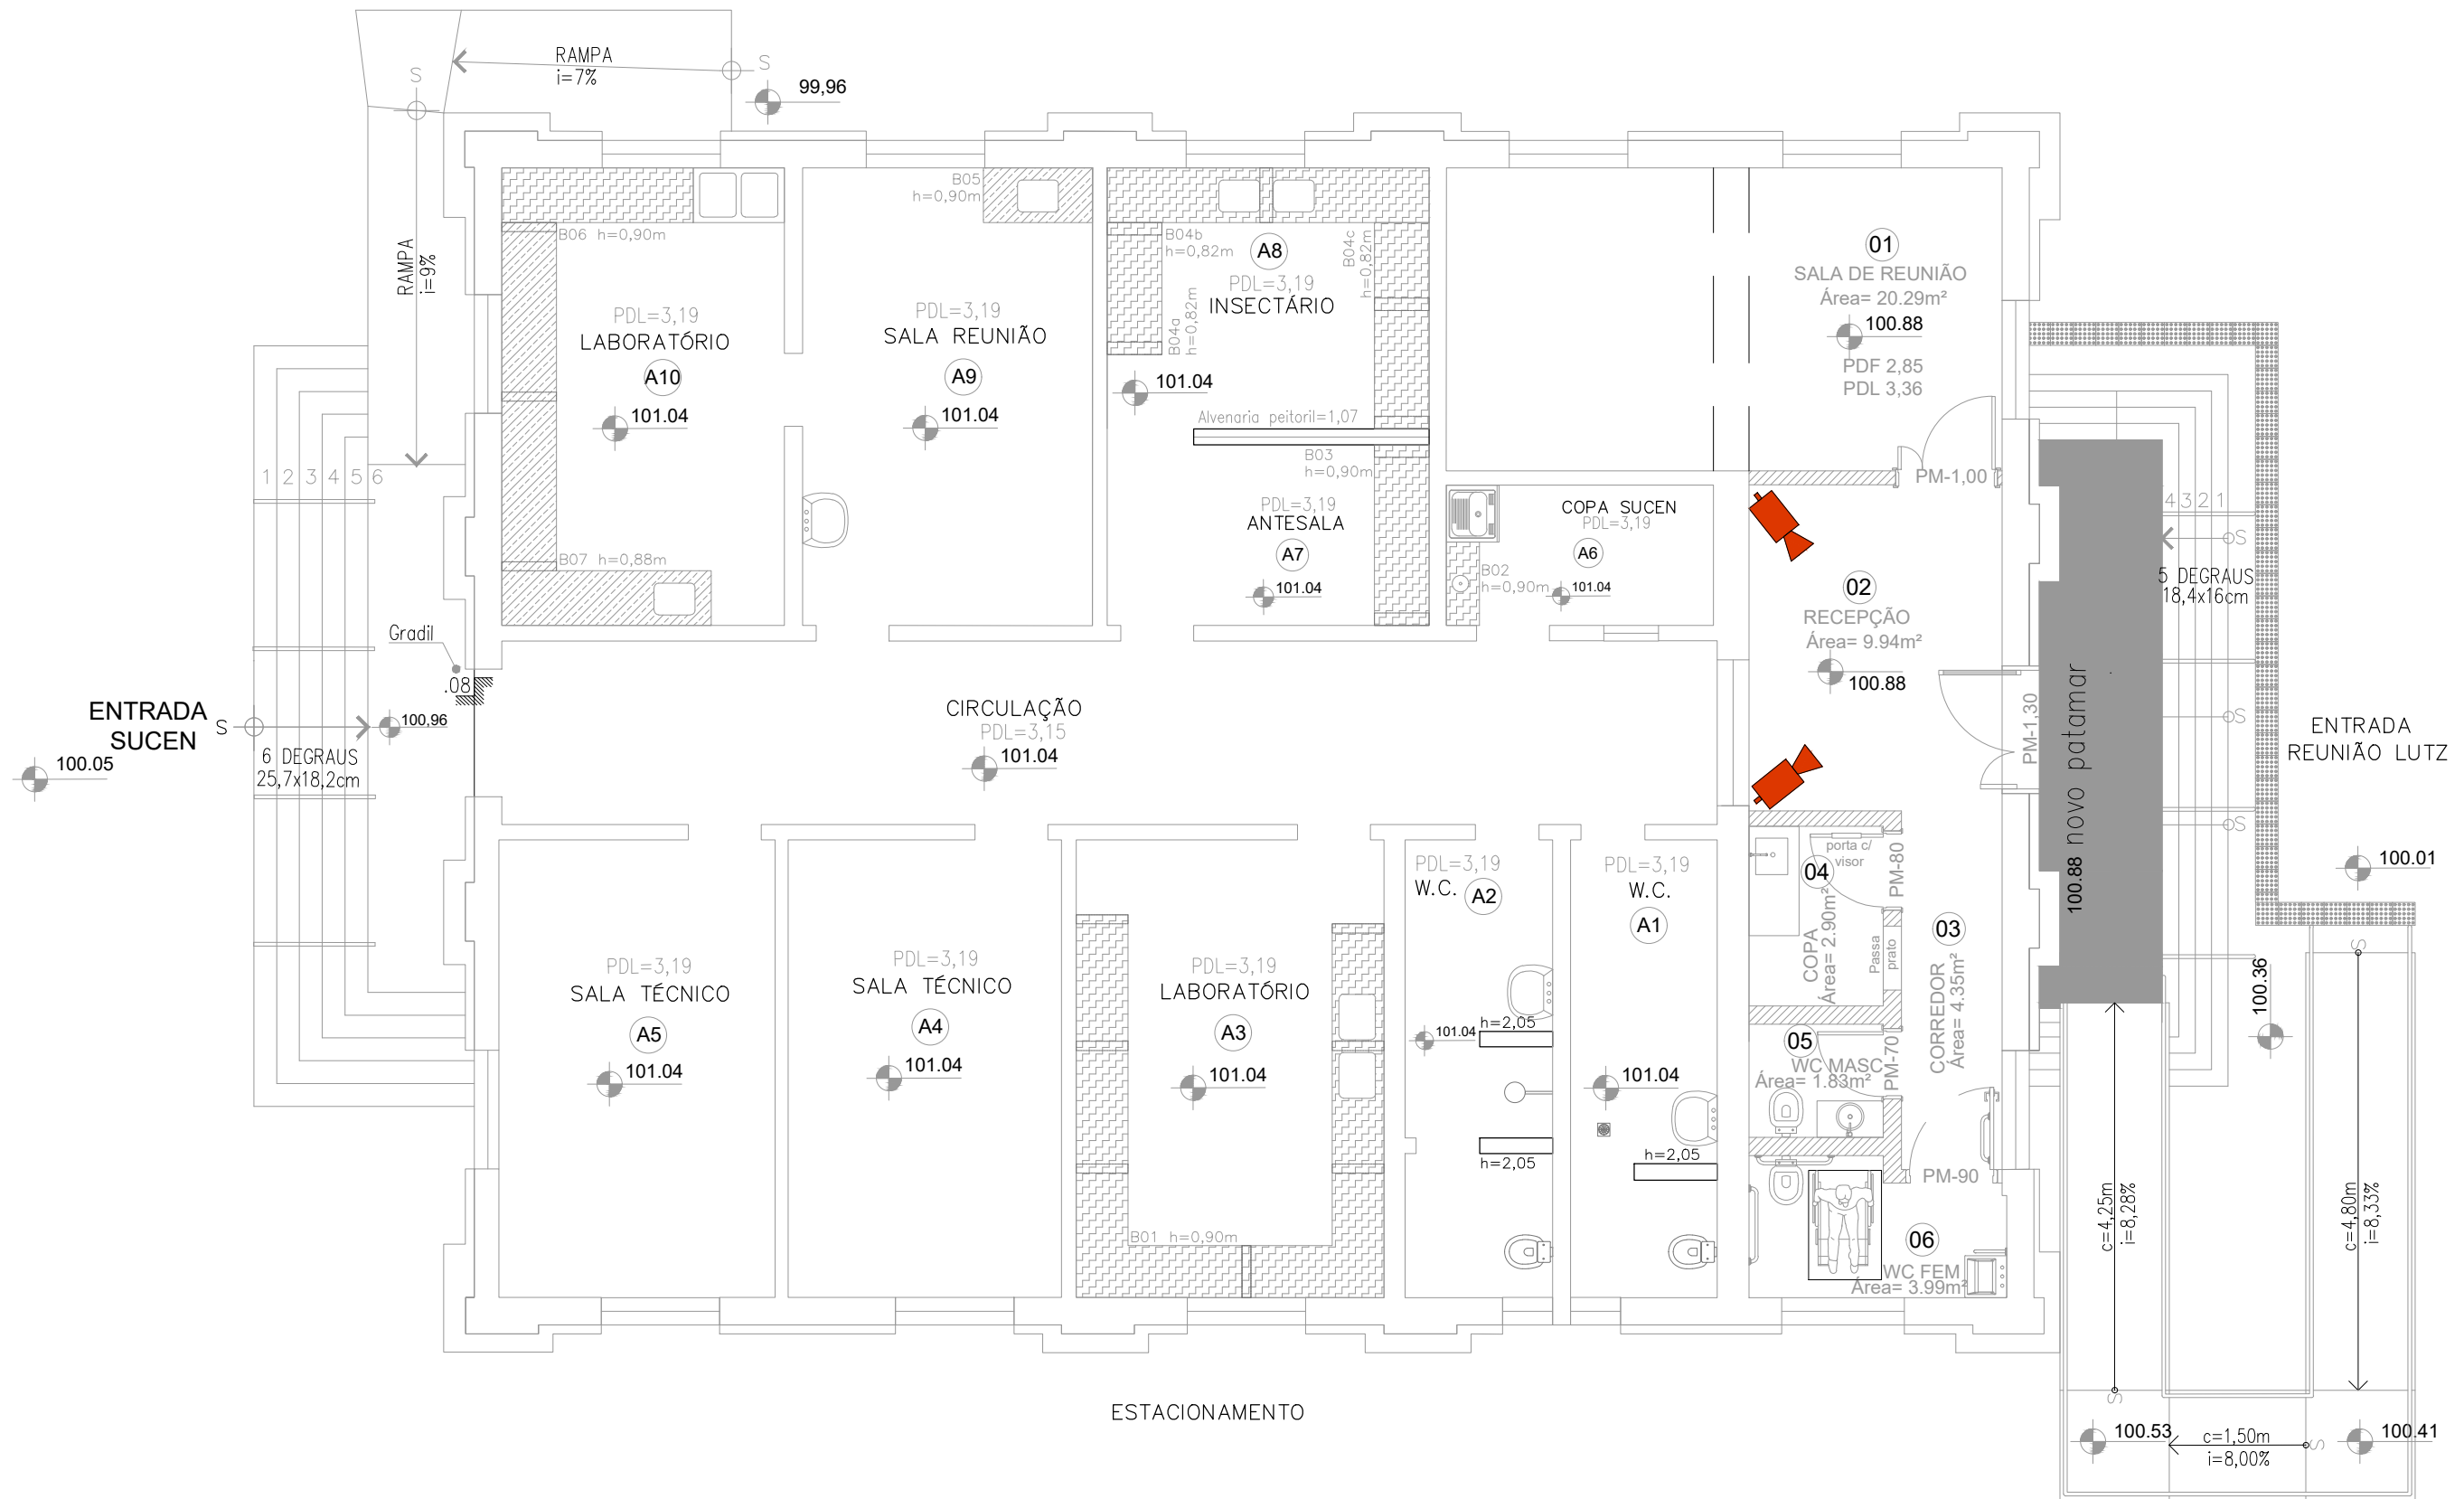 RAMPA
i=7%
S
S
99,96
RAMPA
i=9%
B05
h=0,90m
B06 h=0,90m
PDL=3,19
LABORATÓRIO
A10
101.04
B07 h=0,88m
PDL=3,19
SALA REUNIÃO
A9
101.04
B04b
h=0,82m
A8
PDL=3,19
INSECTÁRIO
B04c
h=0,82m
B04a
h=0,82m
101.04
Alvenaria peitoril=1,07
B03
h=0,90m
PDL=3,19
ANTESALA
A7
101.04
COPA SUCEN
PDL=3,19
A6
B02
h=0,90m
101.04
01
SALA DE REUNIÃO
Área= 20.29m²
100.88
PDF 2,85
PDL 3,36
PM-1,00
02
RECEPÇÃO
Área= 9.94m²
100.88
PM-1,30
4 3 2 1
S
5 DEGRAUS
18,4x16cm
S
S
100.88 novo patamar
ENTRADA
REUNIÃO LUTZ
100.01
1 2 3 4 5 6
Gradil
.08
ENTRADA
SUCEN
S
100,96
6 DEGRAUS
25,7x18,2cm
100.05
CIRCULAÇÃO
PDL=3,15
101.04
PDL=3,19
SALA TÉCNICO
A5
101.04
PDL=3,19
SALA TÉCNICO
A4
101.04
PDL=3,19
LABORATÓRIO
A3
101.04
B01 h=0,90m
PDL=3,19
W.C.
A2
101.04
h=2,05
h=2,05
PDL=3,19
W.C.
A1
101.04
h=2,05
porta c/
visor
04
PM-80
COPA
Área= 2.90m²
Passa
prato
03
CORREDOR
Área= 4.35m²
05
WC MASC
Área= 1.83m²
PM-70
PM-90
06
WC FEM
Área= 3.99m²
S
100.36
c=4,25m
i=8,28%
c=4,80m
i=8,33%
S
100.53
c=1,50m
i=8,00%
S
100.41
ESTACIONAMENTO